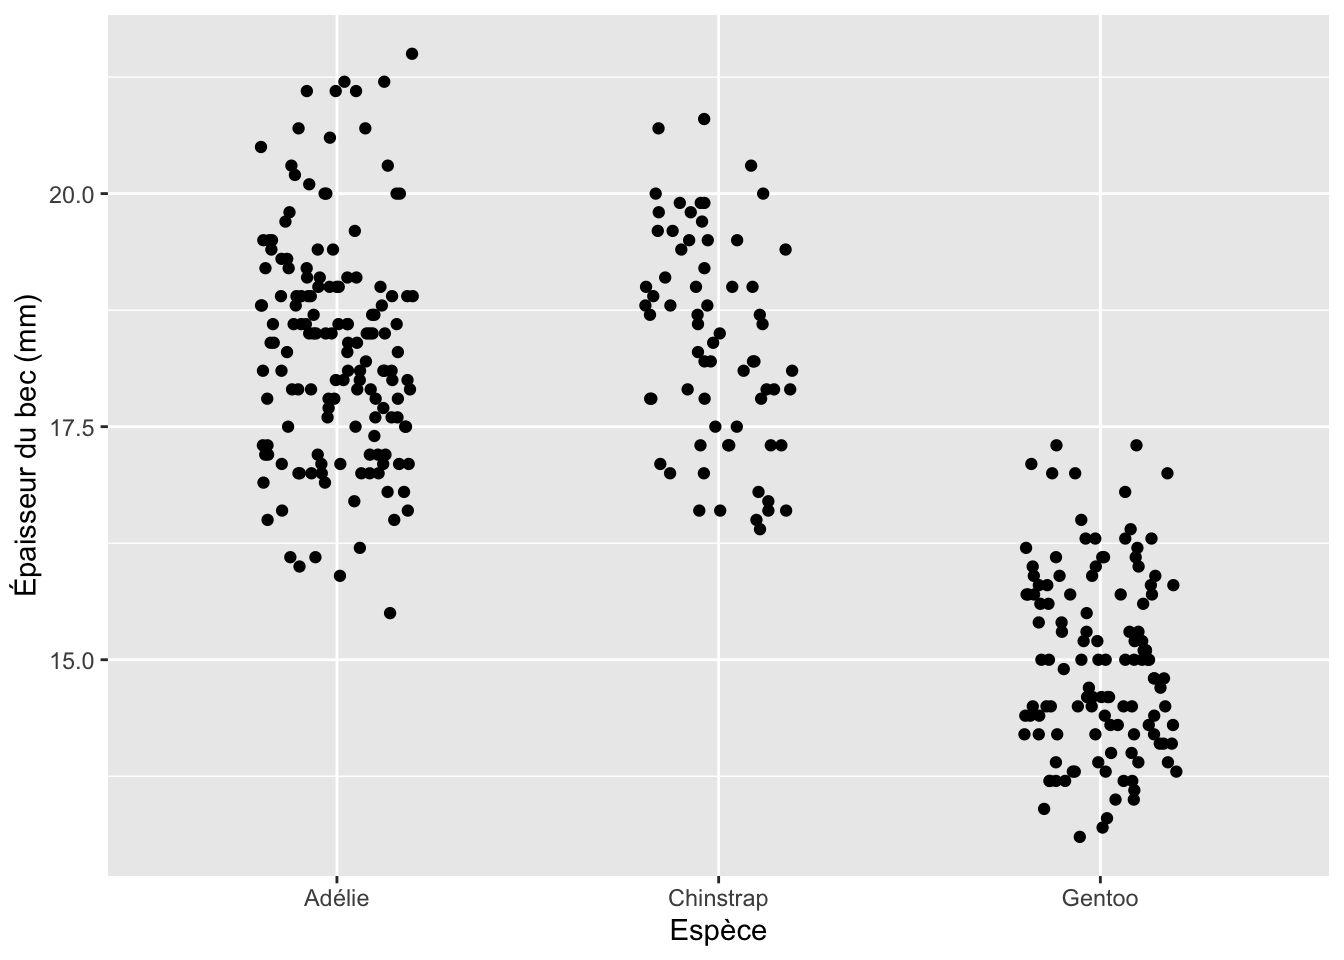 Épaisseur du bec (mm)
20.0
17.5
15.0
Adélie
Chinstrap
Gentoo
Espèce